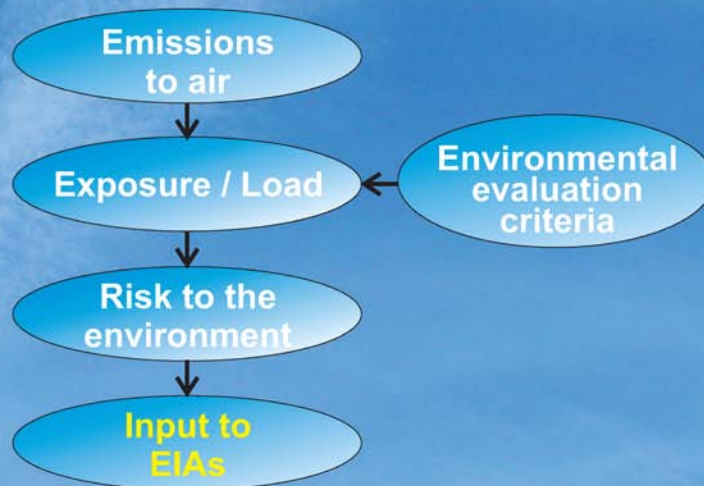 Emissions
to air
Exposure / Load
Environmental
evaluation
criteria
Risk to the
environment
Input to
EIAs